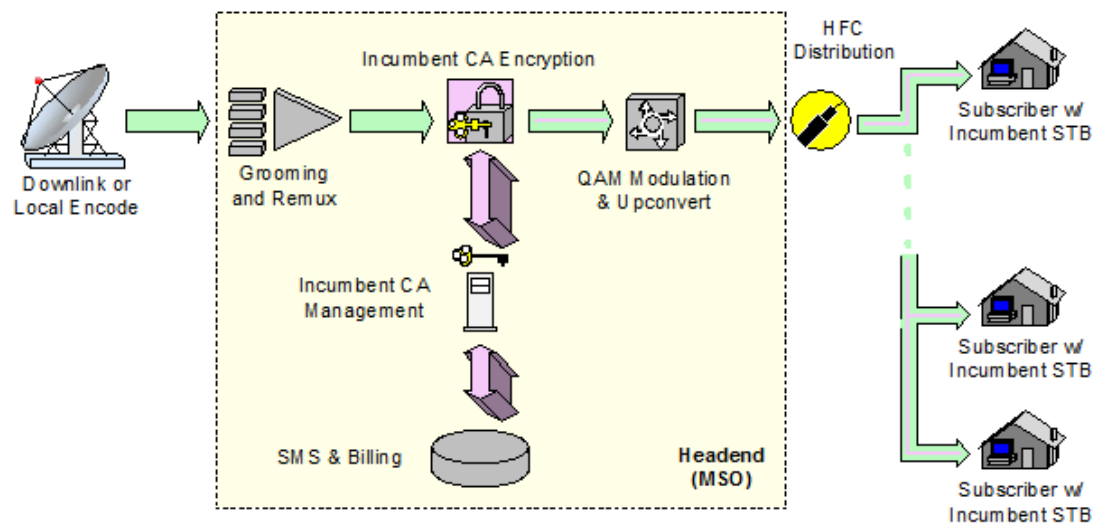 Downlink or
Local Encode
Grooming
and Remux
Incumbent CA Encryption
QAM Modulation
& Upconvert
Incumbent CA
Management
SMS & Billing
Headend
(MSO)
HFC
Distribution
Subscriber w/
Incumbent STB
Subscriber w/
Incumbent STB
Subscriber w/
Incumbent STB